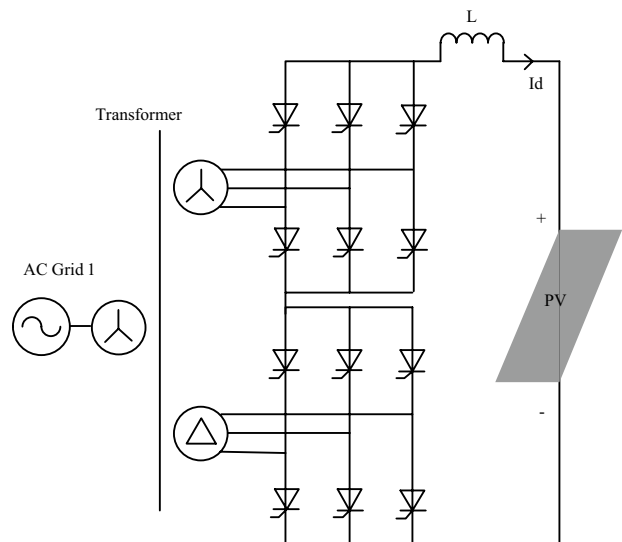 L
Id
Transformer
+
AC Grid 1
PV
-